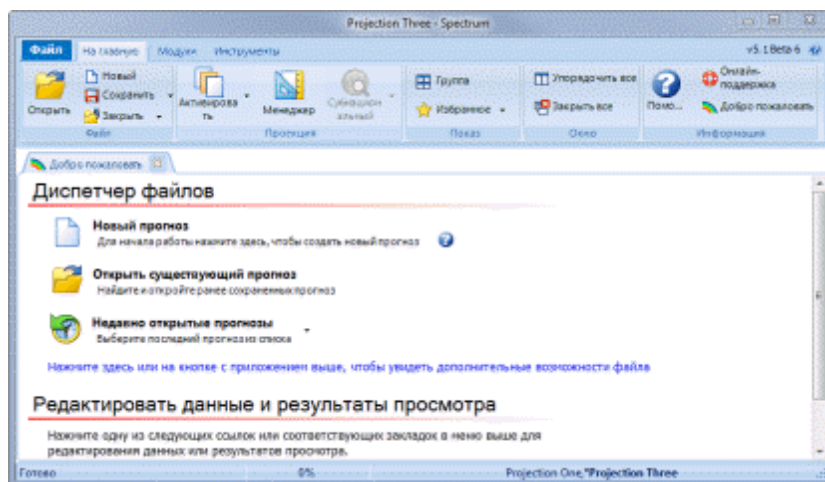 Projection Three - Spectrum
Файл На главную Модули Инструменты v5.1Beta 6
Открыть Новый Сохранить Закрыть
Активировать Менеджер Субнациональный
Группа Избранное
Упорядочить все Закрыть все
Помо... Онлайн-поддержка Добро пожаловать
Файл Проекция Показ Окно Информация
Добро пожаловать
Диспетчер файлов
Новый прогноз
Для начала работы нажмите здесь, чтобы создать новый прогноз
Открыть существующий прогноз
Найдите и откройте ранее сохраненных прогноз
Недавно открытые прогнозы
Выберите последний прогноз из списка
Нажмите здесь или на кнопке с приложением выше, чтобы увидеть дополнительные возможности файла
Редактировать данные и результаты просмотра
Нажмите одну из следующих ссылок или соответствующих закладок в меню выше для
редактирования данных или результатов просмотра.
Готово 0% Projection One,*Projection Three